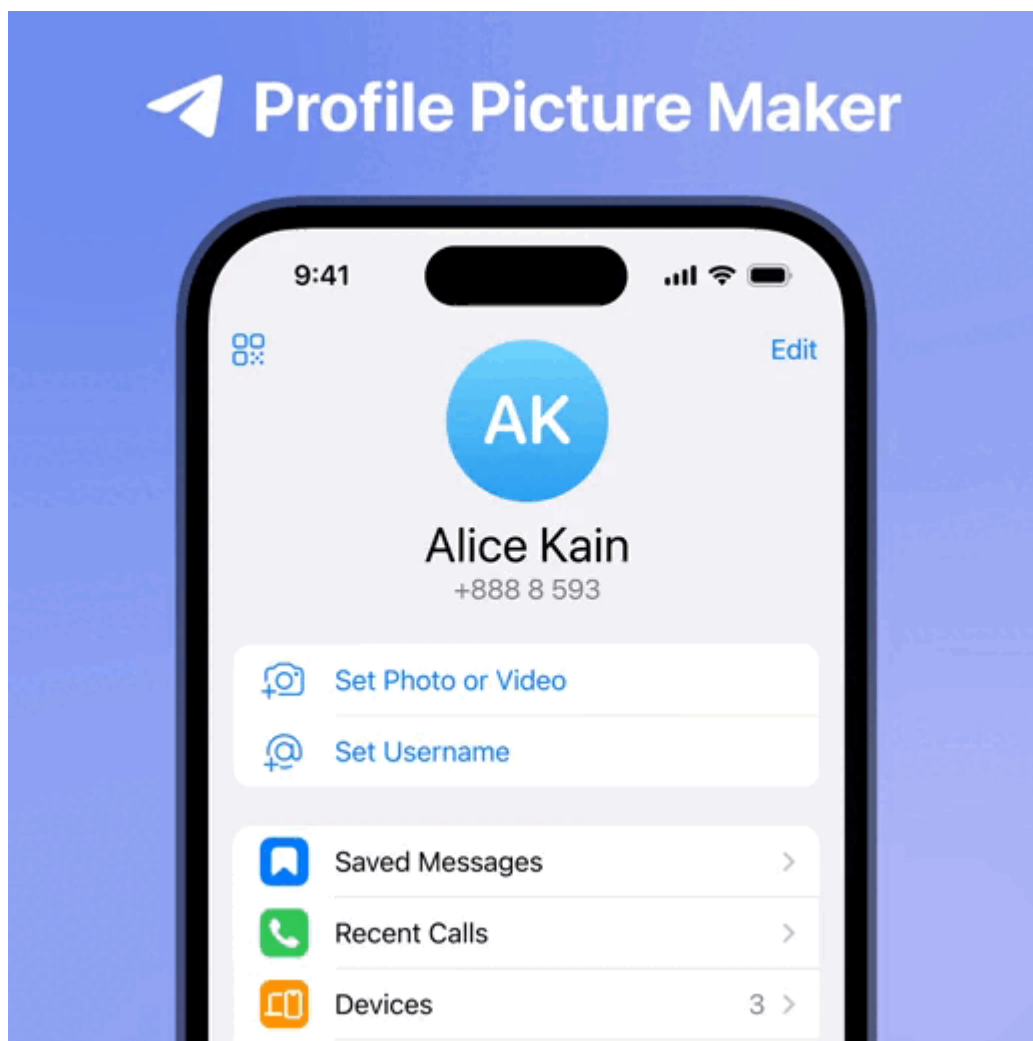 Profile Picture Maker
9:41
Edit
AK
Alice Kain
+888 8 593
Set Photo or Video
Set Username
Saved Messages
Recent Calls
Devices 3